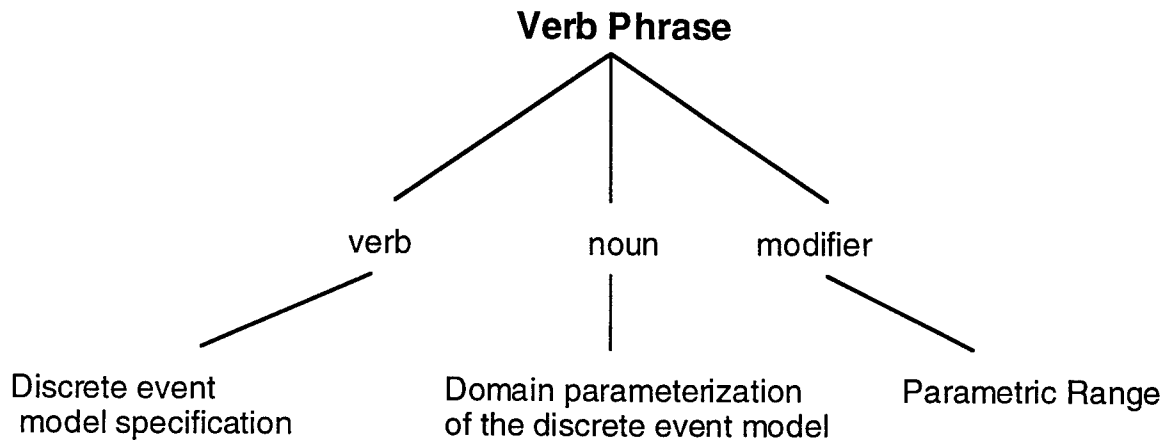 Verb Phrase
verb
noun
modifier
Discrete event
model specification
Domain parameterization
of the discrete event model
Parametric Range